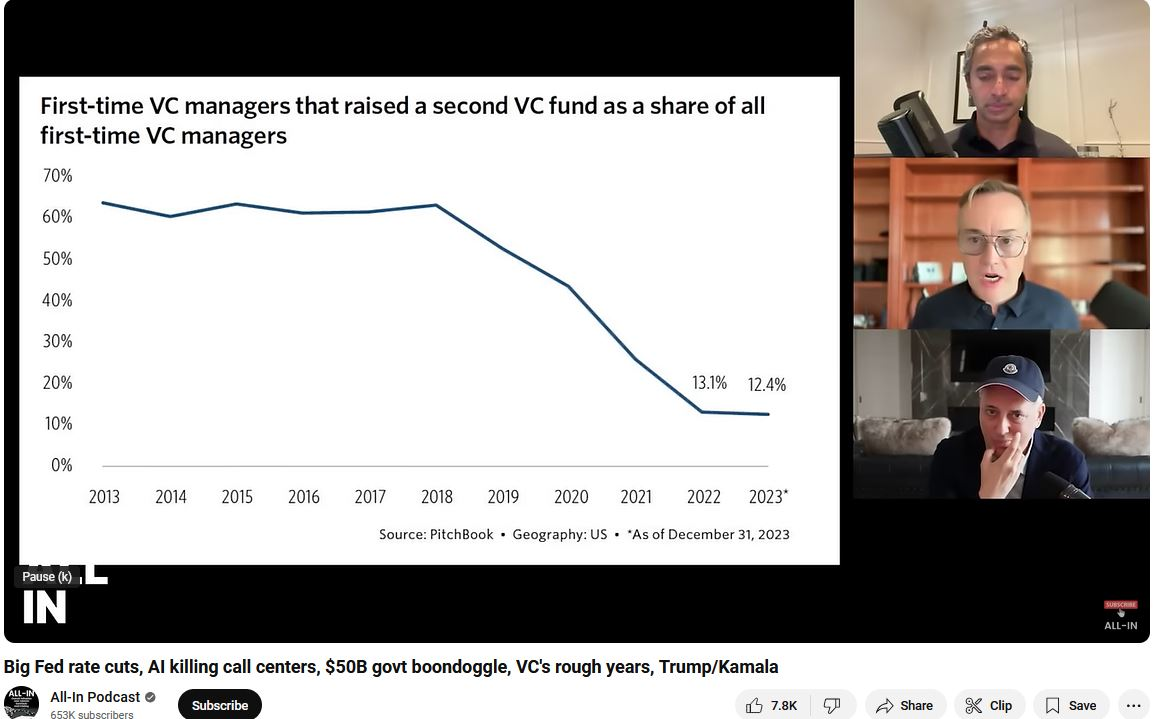 First-time VC managers that raised a second VC fund as a share of all
first-time VC managers
70%
60%
50%
40%
30%
20%
10%
0%
13.1% 12.4%
2013 2014 2015 2016 2017 2018 2019 2020 2021 2022 2023*
Source: PitchBook • Geography: US • *As of December 31, 2023
Pause (k)
IN
SUBSCRIBE
ALL-IN
Big Fed rate cuts, AI killing call centers, $50B govt boondoggle, VC's rough years, Trump/Kamala
ALL-IN
All-In Podcast
653K subscribers
Subscribe
7.8K
Share
Clip
Save